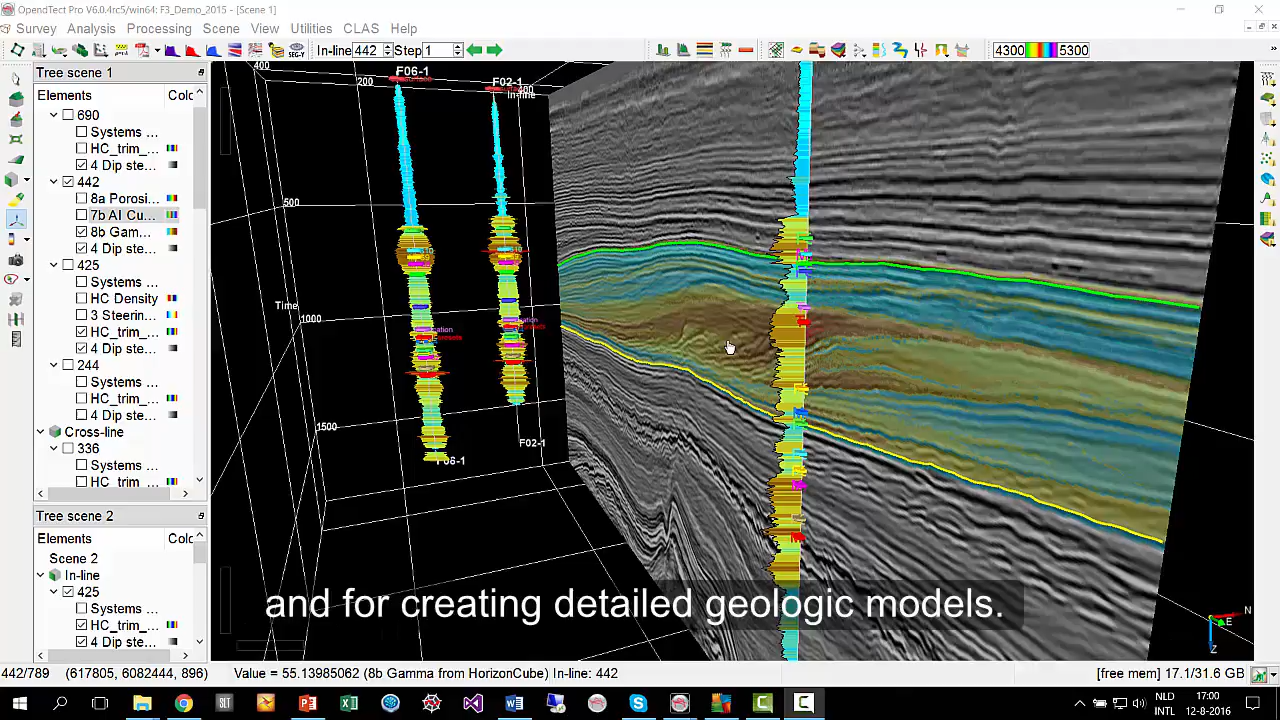 OpendTect Pro V6.0.4rc5/win64: F3_Demo_2015 - [Scene 1]
Survey Analysis Processing Scene View Utilities CLAS Help
In-line 442 Step 1
4300 5300
Tree scene 1
Elements Colc
690
Systems ...
HC_trim_...
4 Dip ste...
442
8a Porosi...
7b AI Cu...
8b Gam...
4 Dip ste...
425
Systems ...
HC Density
3 Steerin...
HC_trim_...
4 Dip ste...
244
Systems ...
HC_trim_...
4 Dip ste...
Cross-line
336
Systems ...
HC_trim_...
Tree scene 2
Elements Colc
Scene 2
In-line
425
Systems ...
HC_trim_...
4 Dip ste...
400
200
F06-1
F02-1
In-line
500
Time
1000
1500
F02-1
F06-1
and for creating detailed geologic models.
N
E
Z
442/789 (617805, 6082444, 896) Value = 55.13985062 (8b Gamma from HorizonCube) In-line: 442 [free mem] 17.1/31.6 GB
NLD
INTL
17:00
12-8-2016